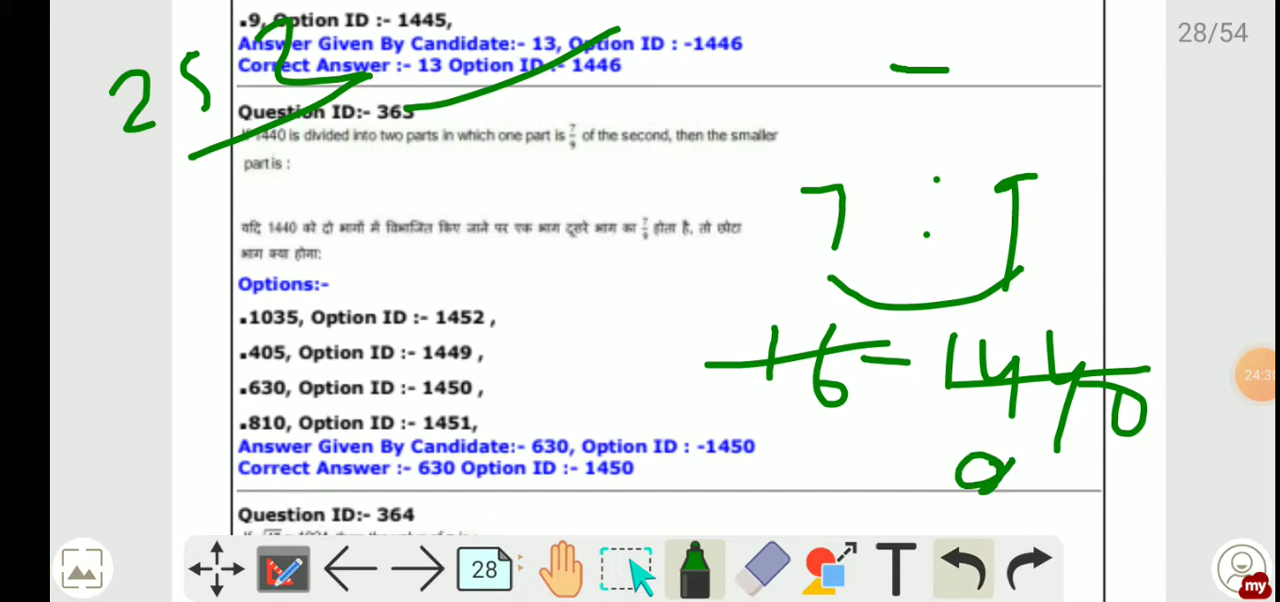 28/54
.9, Option ID :- 1445,
Answer Given By Candidate:- 13, Option ID : -1446
Correct Answer :- 13 Option ID :- 1446
2 5 2
Question ID:- 363
If 1440 is divided into two parts in which one part is 7/9 of the second, then the smaller
part is :
यदि 1440 को दो भागों में विभाजित किए जाने पर एक भाग दूसरे भाग का 7/9 होता है, तो छोटा
भाग क्या होगा:
Options:-
.1035, Option ID :- 1452 ,
.405, Option ID :- 1449 ,
.630, Option ID :- 1450 ,
.810, Option ID :- 1451,
Answer Given By Candidate:- 630, Option ID : -1450
Correct Answer :- 630 Option ID :- 1450
7 :
16 = 1440
24:3
Question ID:- 364
28
T
my